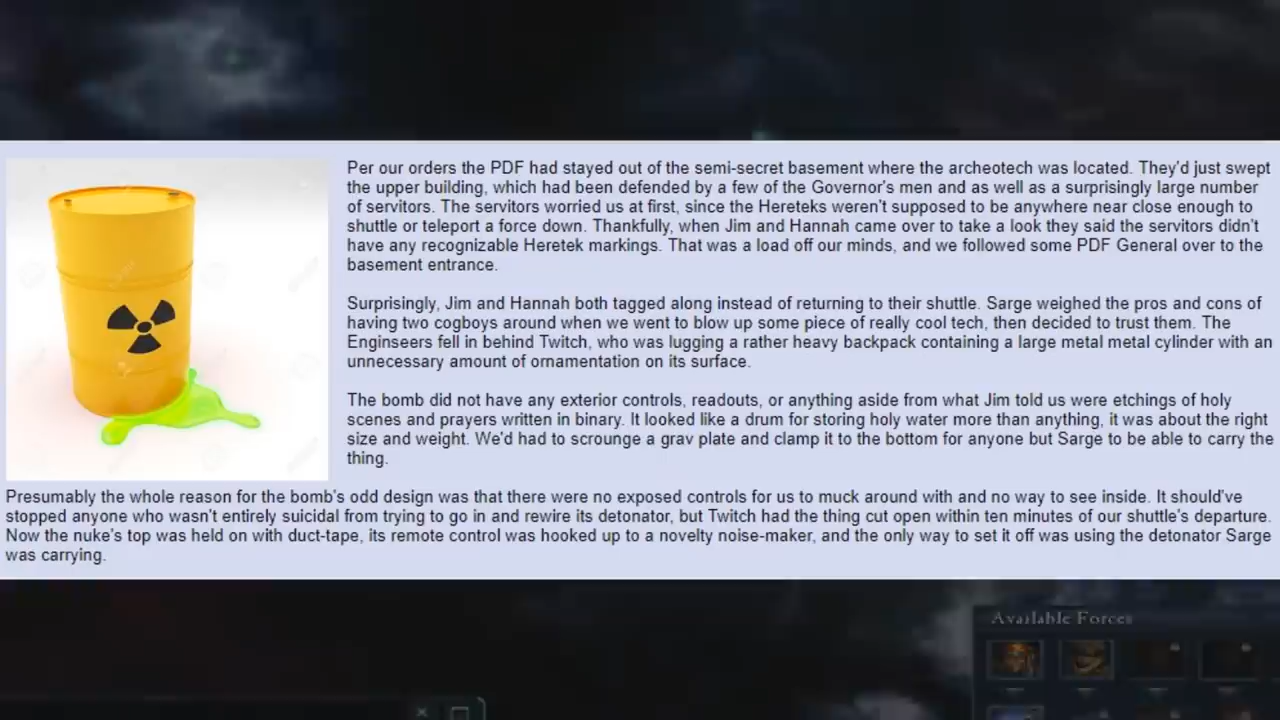 Per our orders the PDF had stayed out of the semi-secret basement where the archeotech was located. They'd just swept
the upper building, which had been defended by a few of the Governor's men and as well as a surprisingly large number
of servitors. The servitors worried us at first, since the Hereteks weren't supposed to be anywhere near close enough to
shuttle or teleport a force down. Thankfully, when Jim and Hannah came over to take a look they said the servitors didn't
have any recognizable Heretek markings. That was a load off our minds, and we followed some PDF General over to the
basement entrance.
Surprisingly, Jim and Hannah both tagged along instead of returning to their shuttle. Sarge weighed the pros and cons of
having two cogboys around when we went to blow up some piece of really cool tech, then decided to trust them. The
Engineers fell in behind Twitch, who was lugging a rather heavy backpack containing a large metal metal cylinder with an
unnecessary amount of ornamentation on its surface.
The bomb did not have any exterior controls, readouts, or anything aside from what Jim told us were etchings of holy
scenes and prayers written in binary. It looked like a drum for storing holy water more than anything, it was about the right
size and weight. We'd had to scrounge a grav plate and clamp it to the bottom for anyone but Sarge to be able to carry the
thing.
Presumably the whole reason for the bomb's odd design was that there were no exposed controls for us to muck around with and no way to see inside. It should've
stopped anyone who wasn't entirely suicidal from trying to go in and rewire its detonator, but Twitch had the thing cut open within ten minutes of our shuttle's departure.
Now the nuke's top was held on with duct-tape, its remote control was hooked up to a novelty noise-maker, and the only way to set it off was using the detonator Sarge
was carrying.
Available Forces